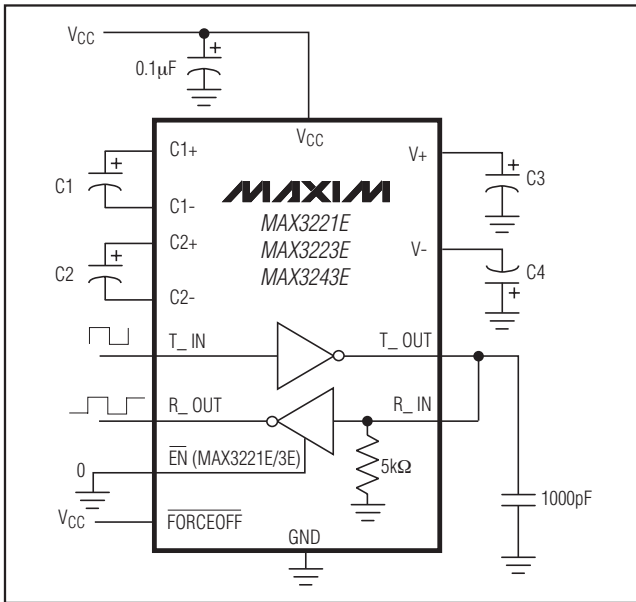 VCC
0.1μF
VCC
C1+
V+
C1
C3
C1-
MAXIM
MAX3221E
C2+
MAX3223E
V-
C2
MAX3243E
C4
C2-
T_ IN
T_ OUT
R_ OUT
R_ IN
0
EN (MAX3221E/3E)
5kΩ
1000pF
VCC
FORCEOFF
GND